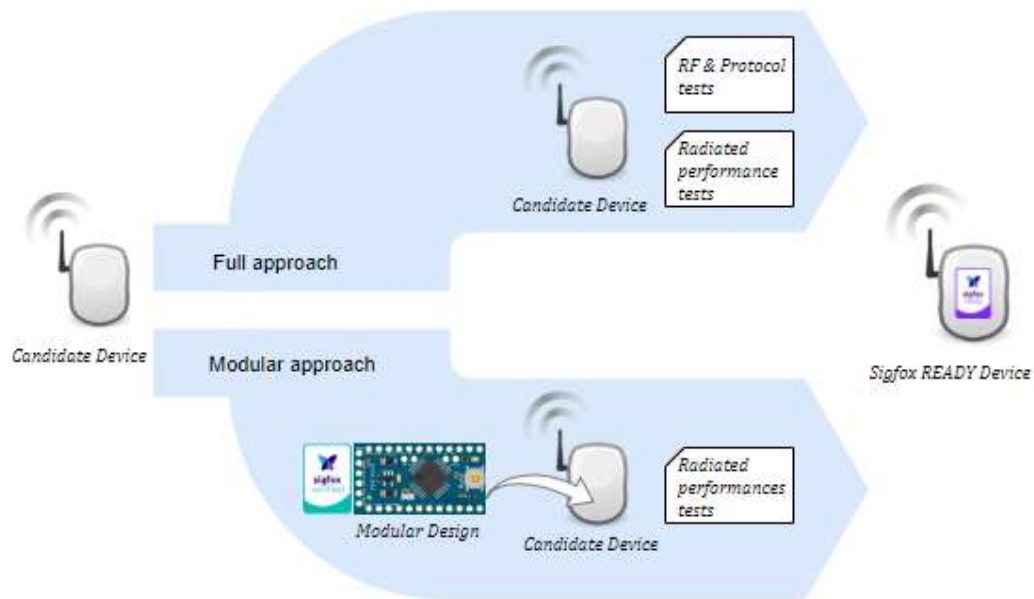 RF & Protocol
tests
Radiated
performance
tests
Candidate Device
Full approach
Candidate Device
Modular approach
sigfox
Sigfox READY Device
sigfox
Modular Design
Candidate Device
Radiated
performances
tests